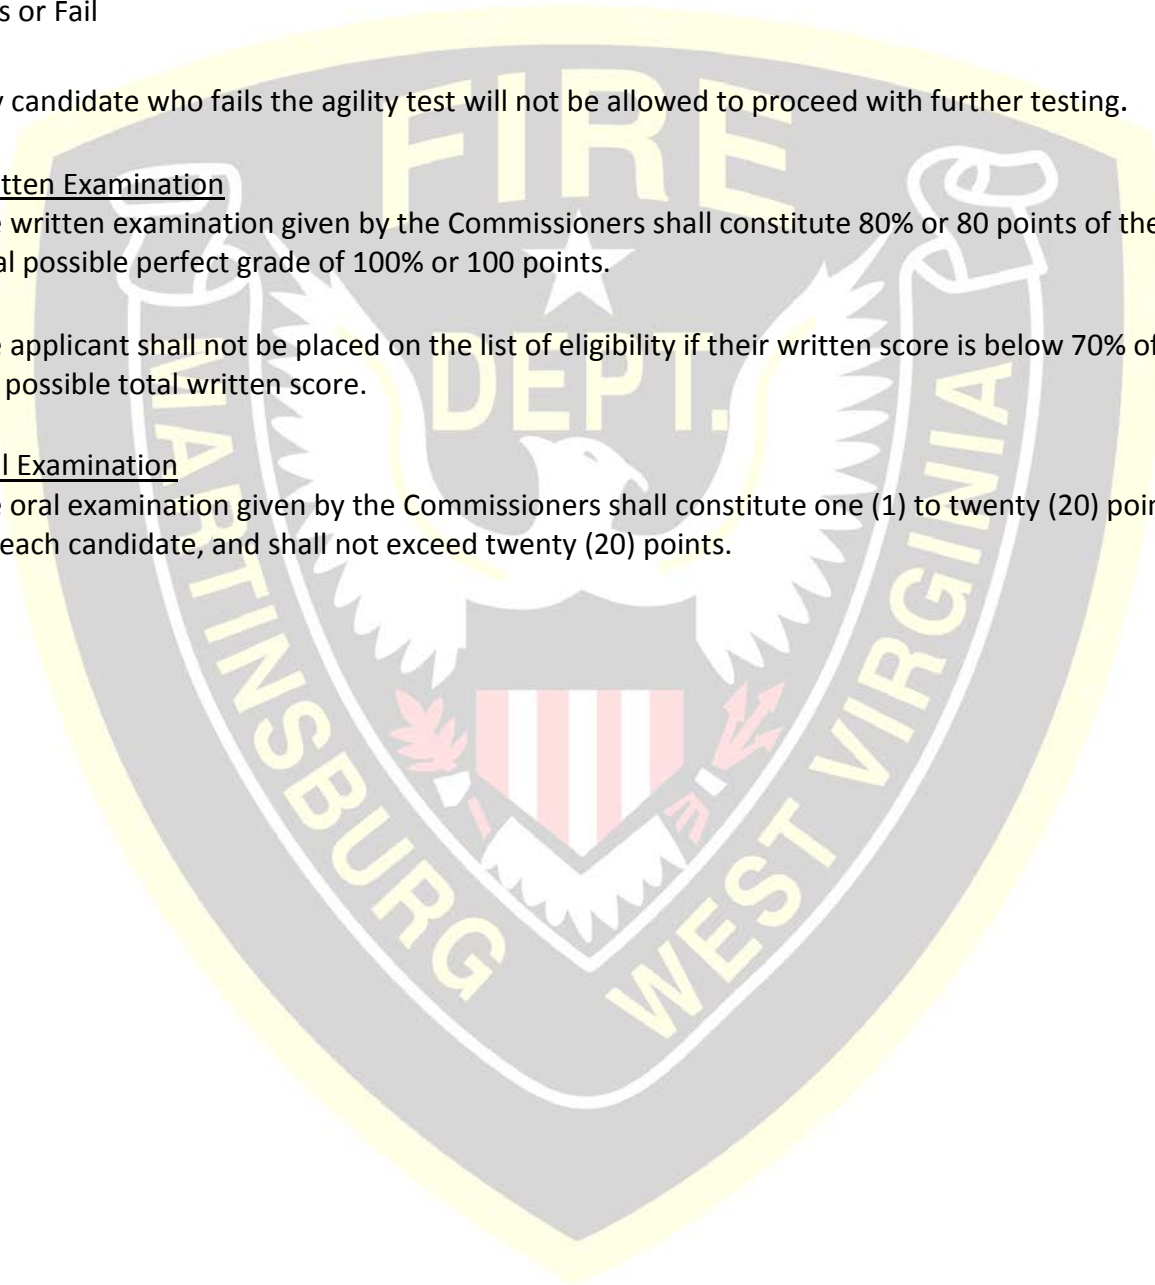 s or Fail
y candidate who fails the agility test will not be allowed to proceed with further testing.
tten Examination
e written examination given by the Commissioners shall constitute 80% or 80 points of the
al possible perfect grade of 100% or 100 points.
e applicant shall not be placed on the list of eligibility if their written score is below 70% of
possible total written score.
l Examination
e oral examination given by the Commissioners shall constitute one (1) to twenty (20) poin
each candidate, and shall not exceed twenty (20) points.
FIRE
DEPT.
MARTINSBURG
WEST VIRGINIA